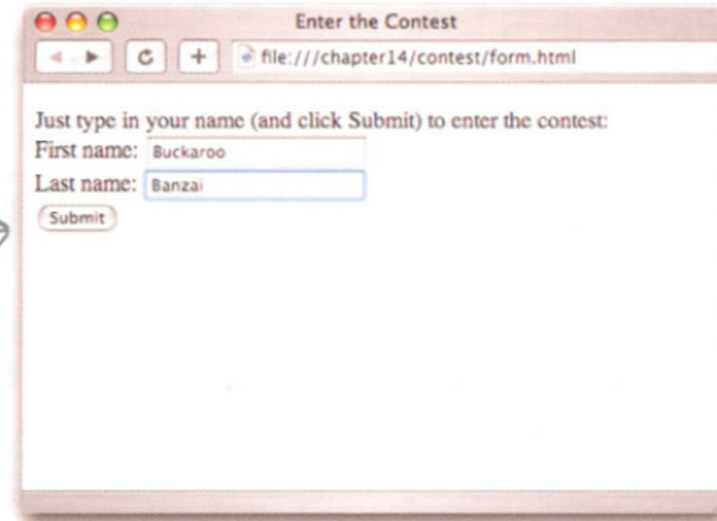 Enter the Contest
file:///chapter14/contest/form.html
Just type in your name (and click Submit) to enter the contest:
First name: Buckaroo
Last name: Banzai
Submit